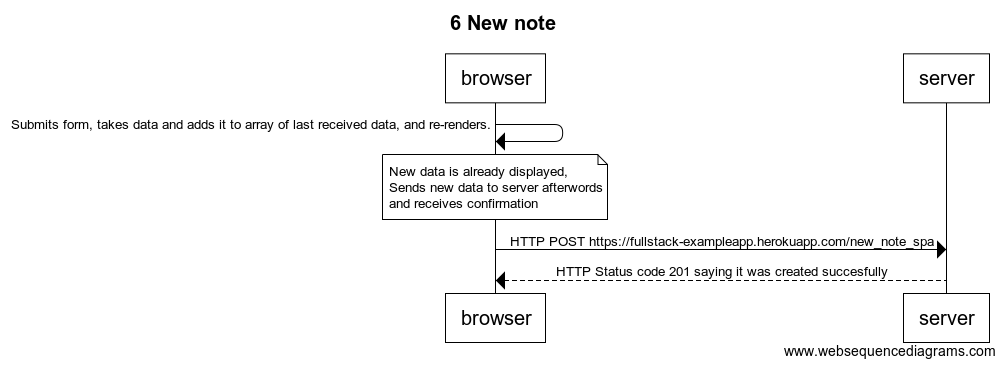 6 New note
browser
server
Submits form, takes data and adds it to array of last received data, and re-renders.
New data is already displayed,
Sends new data to server afterwords
and receives confirmation
HTTP POST https://fullstack-exampleapp.herokuapp.com/new_note_spa
HTTP Status code 201 saying it was created succesfully
browser
server
www.websequencediagrams.com